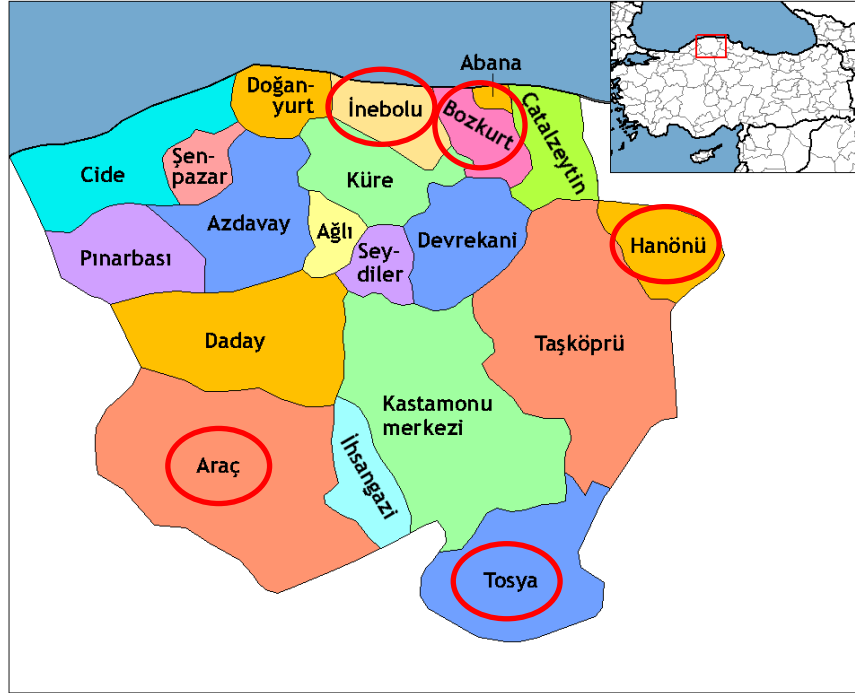 Abana
Doğan-
yurt
İnebolu
Bozkurt
Çatalzeytin
Cide
Şen-
pazar
Küre
Azdavay
Ağlı
Sey-
diler
Devrekani
Hanönü
Pınarbası
Daday
Taşköprü
Kastamonu
merkezi
Araç
İhsangazi
Tosya